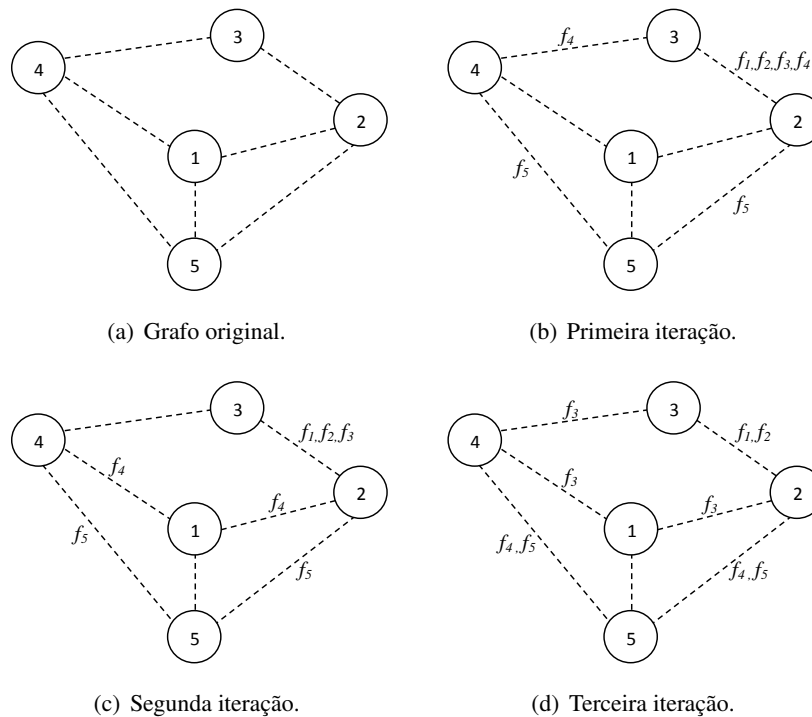 3
4
2
1
5
(a) Grafo original.
f4
3
f1,f2,f3,f4
4
2
1
f5
f5
5
(b) Primeira iteração.
3
4
f1,f2,f3
f4
2
f4
1
f5
f5
5
(c) Segunda iteração.
f3
3
4
f1,f2
f3
2
f3
1
f4,f5
f4,f5
5
(d) Terceira iteração.